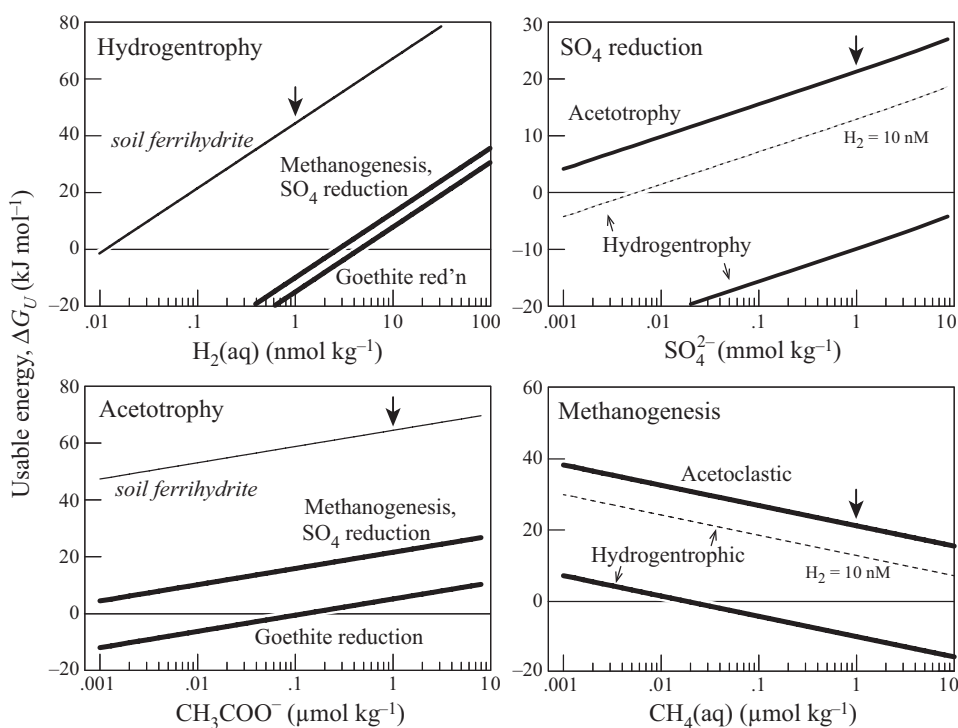 Usable energy, ΔG_U (kJ mol⁻¹)
80
60
40
20
0
–20
Hydrogentrophy
soil ferrihydrite
Methanogenesis,
SO₄ reduction
Goethite red'n
.01 .1 1 10 100
H₂(aq) (nmol kg⁻¹)
30
20
10
0
–10
–20
SO₄ reduction
Acetotrophy
H₂ = 10 nM
Hydrogentrophy
.001 .01 .1 1 10
SO₄²⁻ (mmol kg⁻¹)
80
60
40
20
0
–20
Acetotrophy
soil ferrihydrite
Methanogenesis,
SO₄ reduction
Goethite reduction
.001 .01 .1 1 10
CH₃COO⁻ (μmol kg⁻¹)
60
40
20
0
–20
Methanogenesis
Acetoclastic
Hydrogentrophic
H₂ = 10 nM
.001 .01 .1 1 10
CH₄(aq) (μmol kg⁻¹)